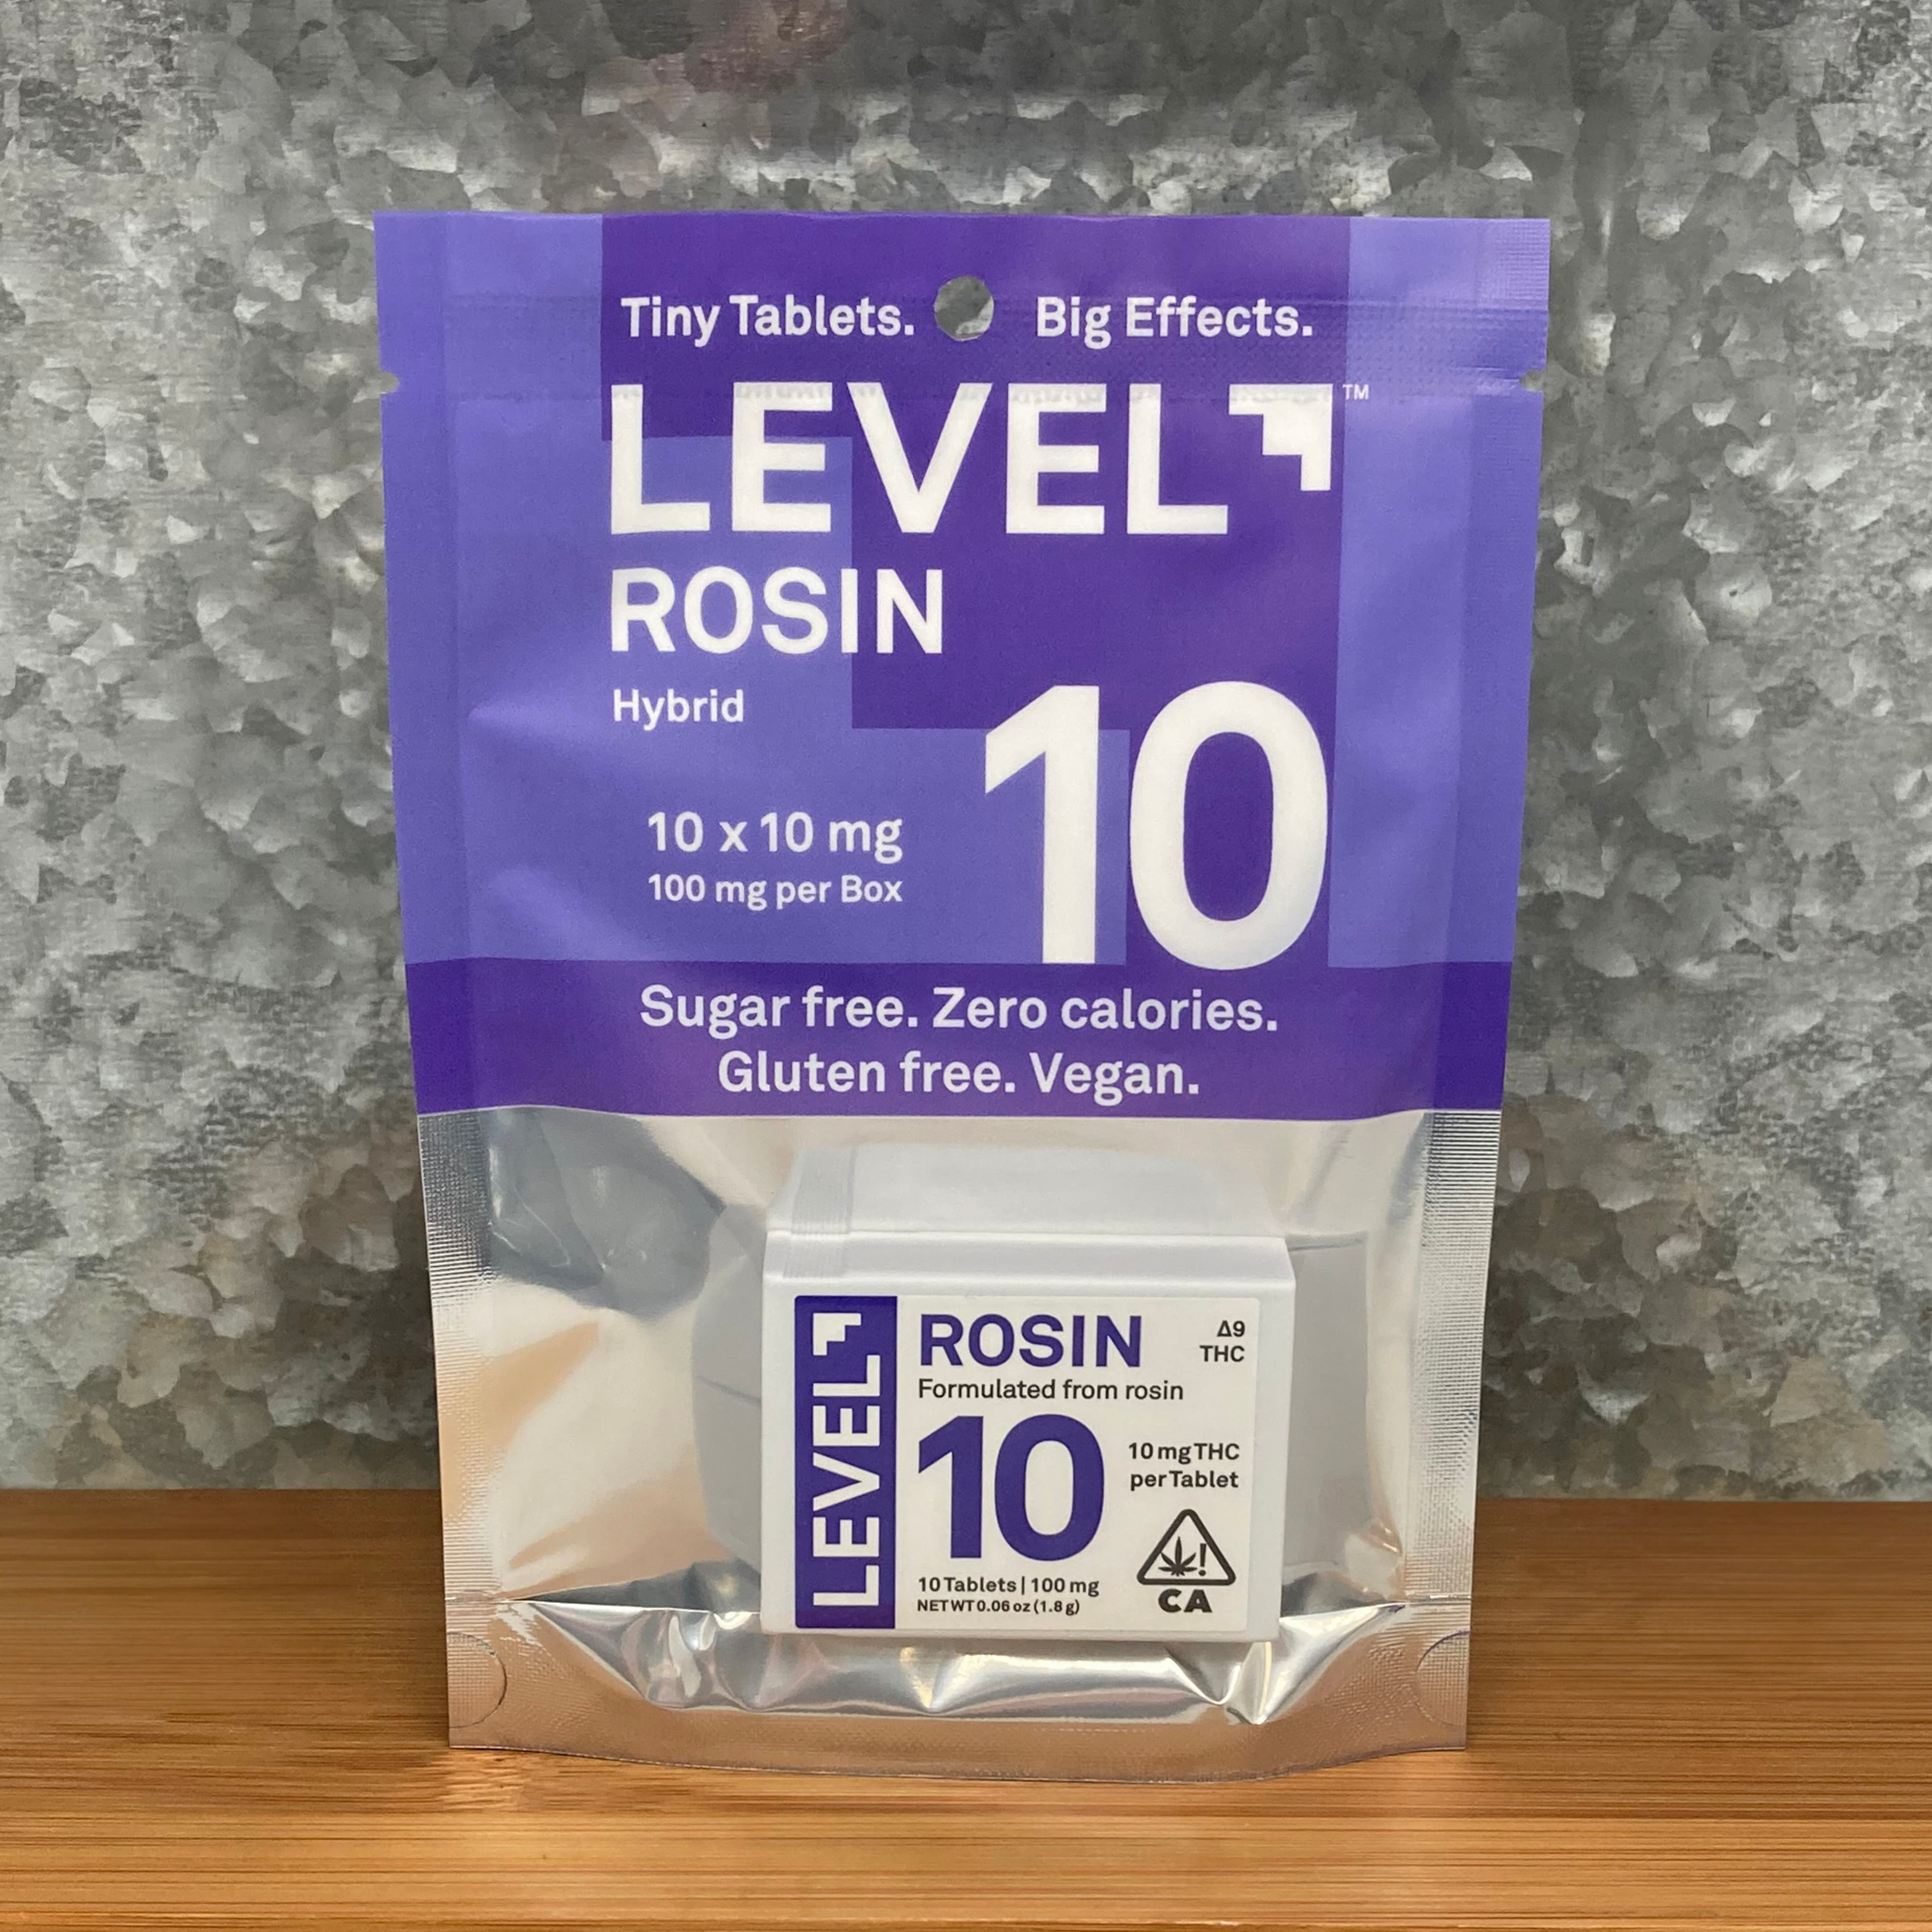 Tiny Tablets. Big Effects.
LEVEL™
ROSIN
Hybrid
10
10 x 10 mg
100 mg per Box
Sugar free. Zero calories.
Gluten free. Vegan.
LEVEL
ROSIN
Δ9
THC
Formulated from rosin
10
10 mg THC
per Tablet
10 Tablets | 100 mg
NET WT 0.06 oz (1.8 g)
!
CA